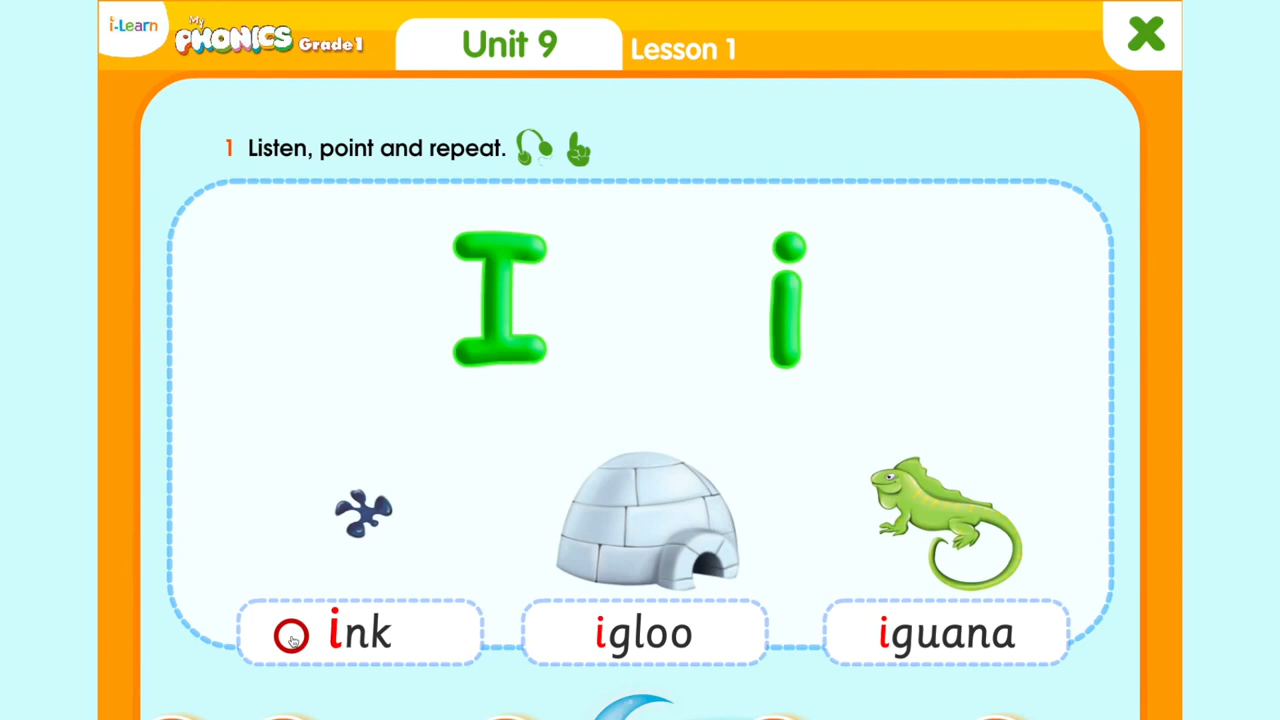 i-Learn
My
PHONICS Grade 1
Unit 9
Lesson 1
1 Listen, point and repeat.
I i
ink
igloo
iguana